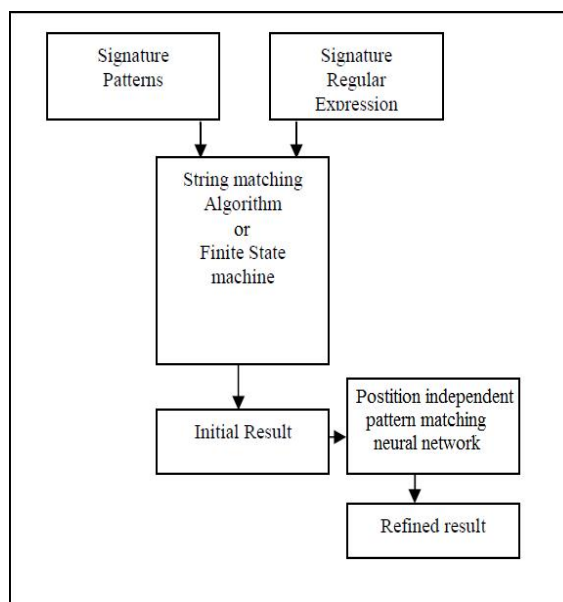 Signature
Patterns
Signature
Regular
Expression
String matching
Algorithm
or
Finite State
machine
Initial Result
Postition independent
pattern matching
neural network
Refined result